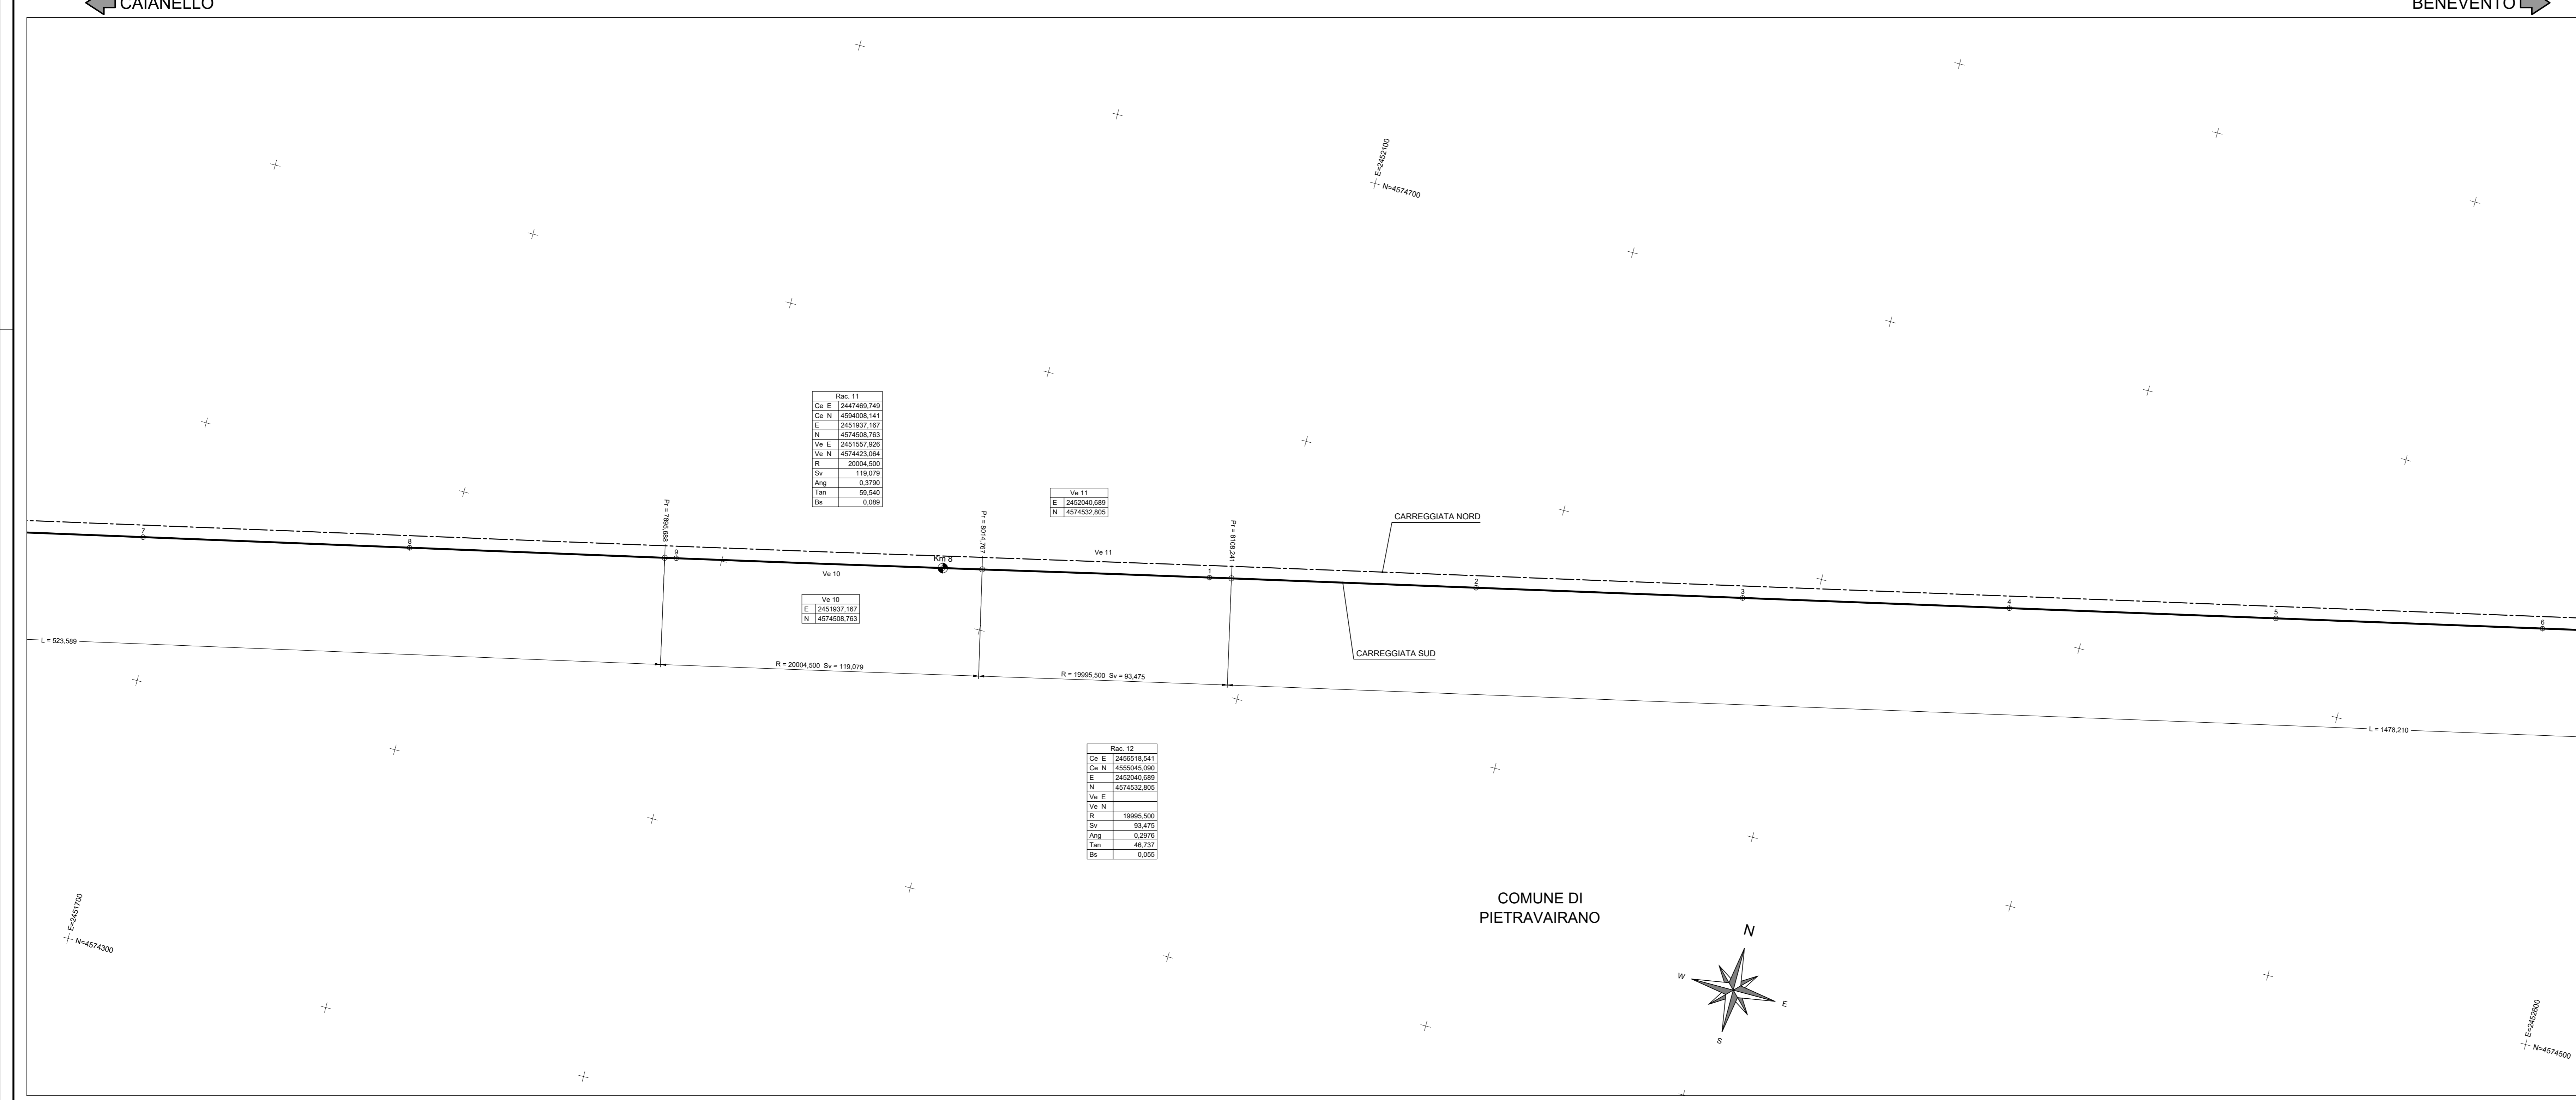 CAIANELLO
BENEVENTO
E=2452100
N=4574700
Rac. 11
Ce E 2447469,749
Ce N 4594008,141
E 2451937,167
N 4574508,763
Ve E 2451557,926
Ve N 4574423,064
R 20004,500
Sv 119,079
Ang 0,3790
Tan 59,540
Bs 0,089
Ve 11
E 2452040,689
N 4574532,805
Pr = 7895,688
Pr = 8014,767
Pr = 8108,241
CARREGGIATA NORD
7
8
9
Km 8
Ve 11
1
2
3
4
5
6
Ve 10
Ve 10
E 2451937,167
N 4574508,763
L = 523,589
R = 20004,500 Sv = 119,079
R = 19995,500 Sv = 93,475
CARREGGIATA SUD
L = 1478,210
Rac. 12
Ce E 2456518,541
Ce N 4555045,090
E 2452040,689
N 4574532,805
Ve E
Ve N
R 19995,500
Sv 93,475
Ang 0,2976
Tan 46,737
Bs 0,055
E=2451700
N=4574300
COMUNE DI
PIETRAVAIRANO
N
W
E
S
E=2452600
N=4574500